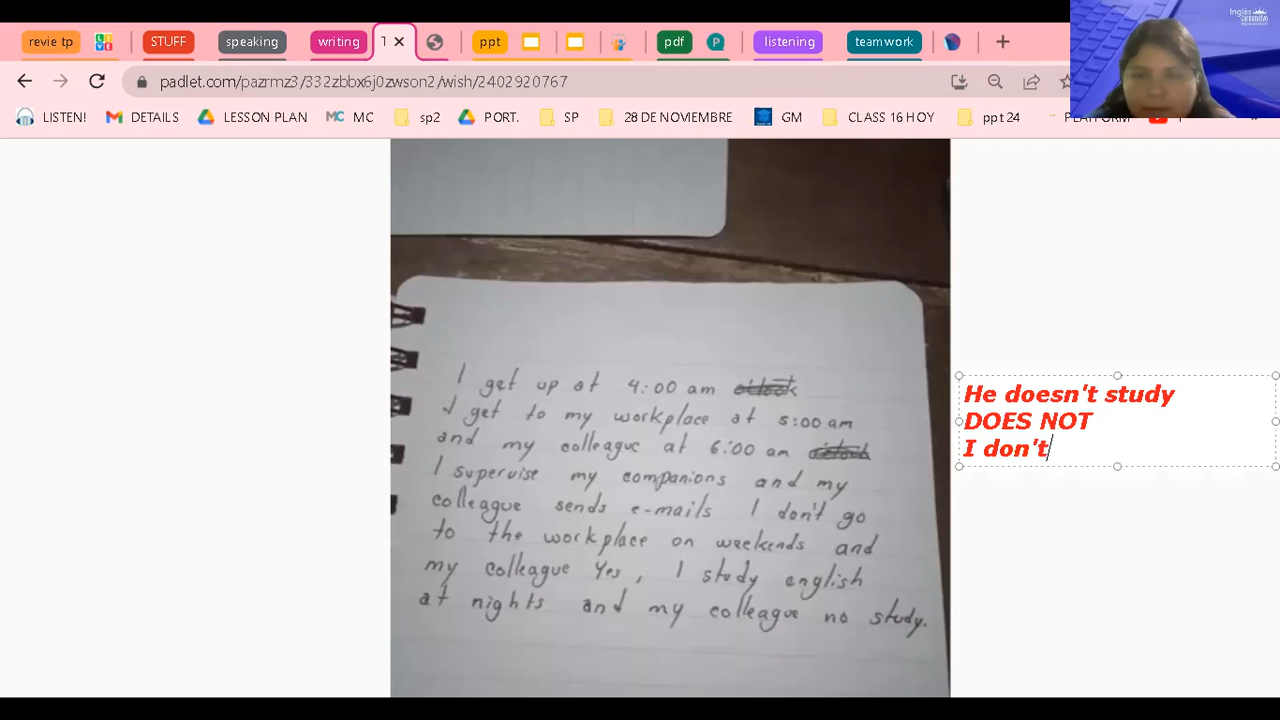 Ingles
revie tp
STUFF
speaking
writing
T
ppt
pdf
listening
teamwork
padlet.com/pazrmz3/332zbbx6i0zwson2/wish/2402920767
LISTEN!
DETAILS
LESSON PLAN
MC
sp2
PORT.
SP
28 DE NOVIEMBRE
GM
CLASS 16 HOY
ppt 24
I get up at 4:00 am
I get to my workplace at 5:00 am
and my colleague at 6:00 am
I supervise my companions and my
colleague sends e-mails I don't go
to the workplace on weekends and
my colleague Yes, I study english
at nights and my colleague no study.
He doesn't study
DOES NOT
I don't